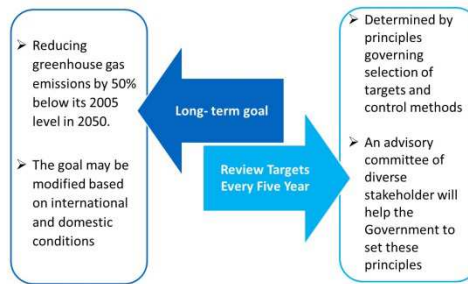 ➢ Reducing
greenhouse gas
emissions by 50%
below its 2005
level in 2050.
➢ The goal may be
modified based
on international
and domestic
conditions
Long- term goal
Review Targets
Every Five Year
➢ Determined by
principles
governing
selection of
targets and
control methods
➢ An advisory
committee of
diverse
stakeholder will
help the
Government to
set these
principles